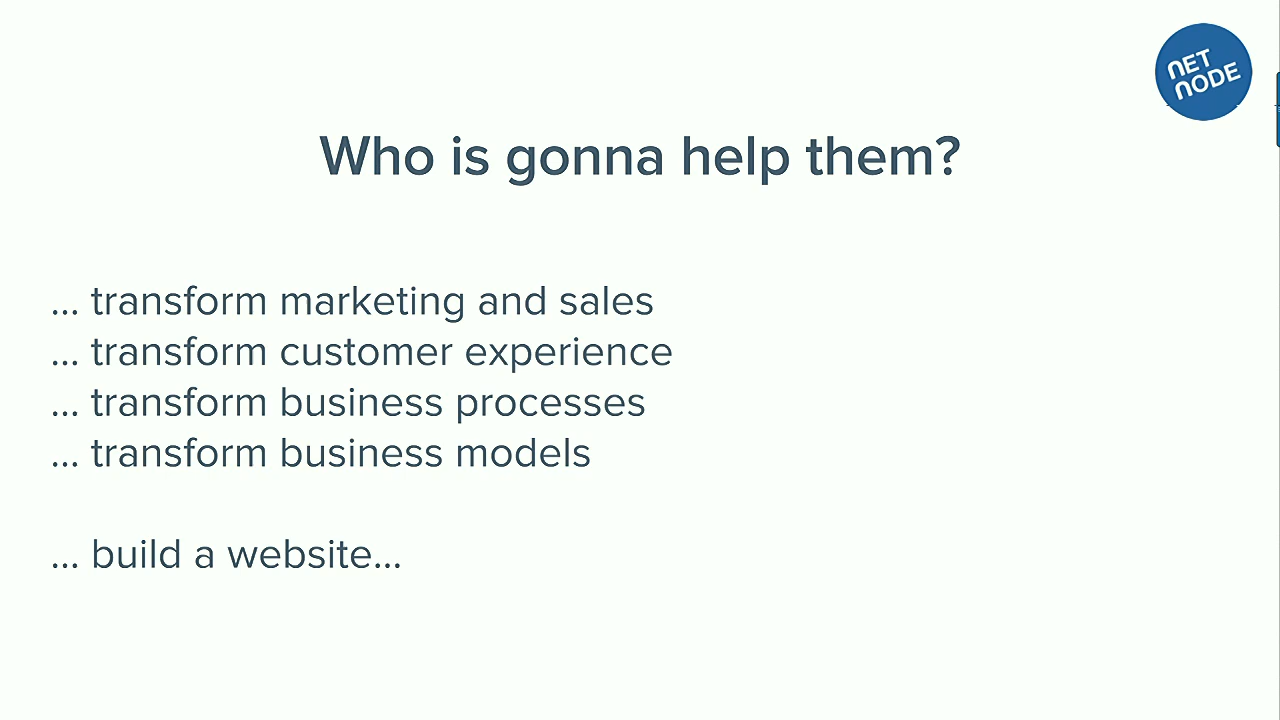 NET
NODE
Who is gonna help them?
... transform marketing and sales
... transform customer experience
... transform business processes
... transform business models
... build a website...